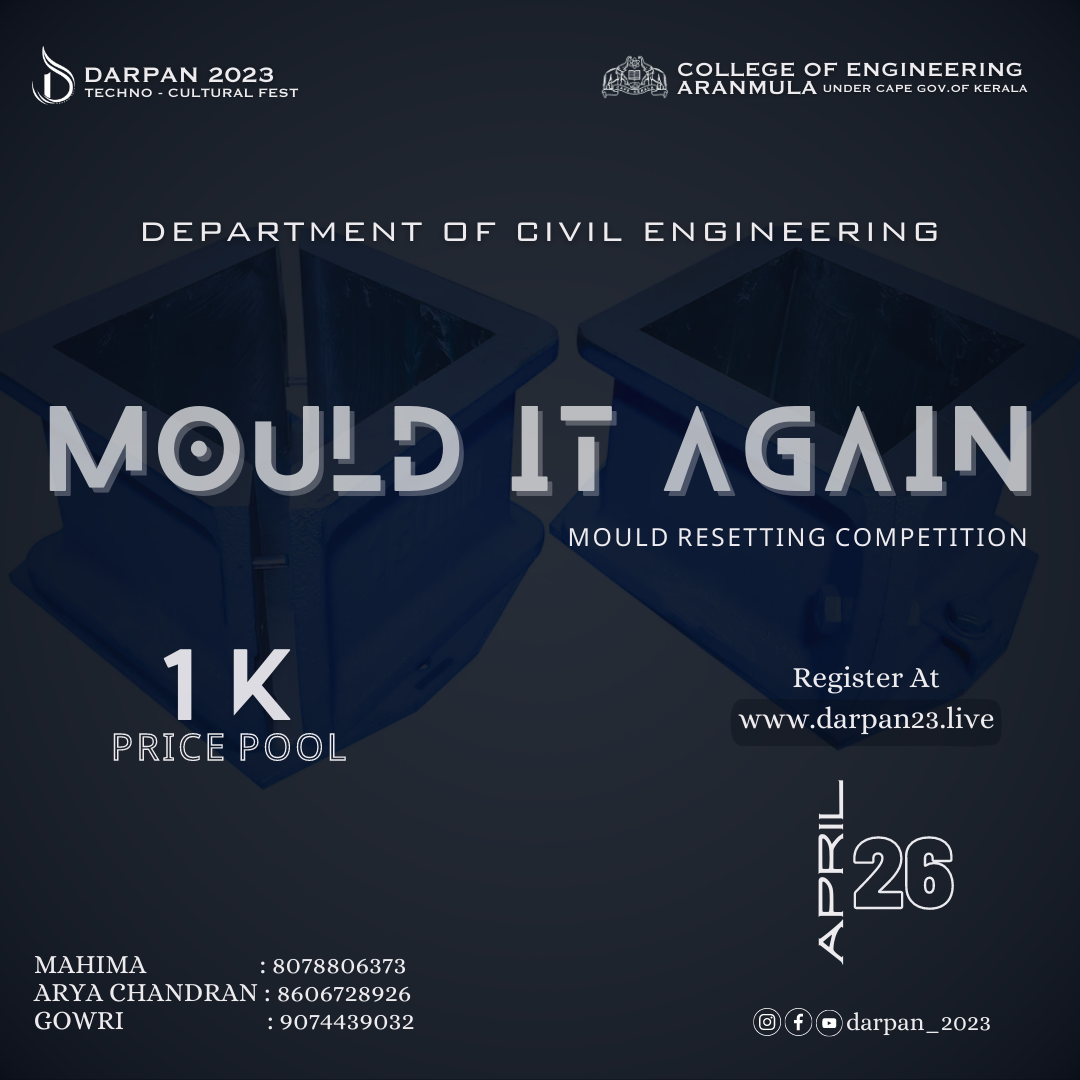 DARPAN 2023
TECHNO - CULTURAL FEST
COLLEGE OF ENGINEERING
ARANMULA UNDER CAPE GOV.OF KERALA
DEPARTMENT OF CIVIL ENGINEERING
MOULD IT AGAIN
MOULD RESETTING COMPETITION
1 K
PRICE POOL
Register At
www.darpan23.live
APRIL 26
MAHIMA : 8078806373
ARYA CHANDRAN : 8606728926
GOWRI : 9074439032
darpan_2023